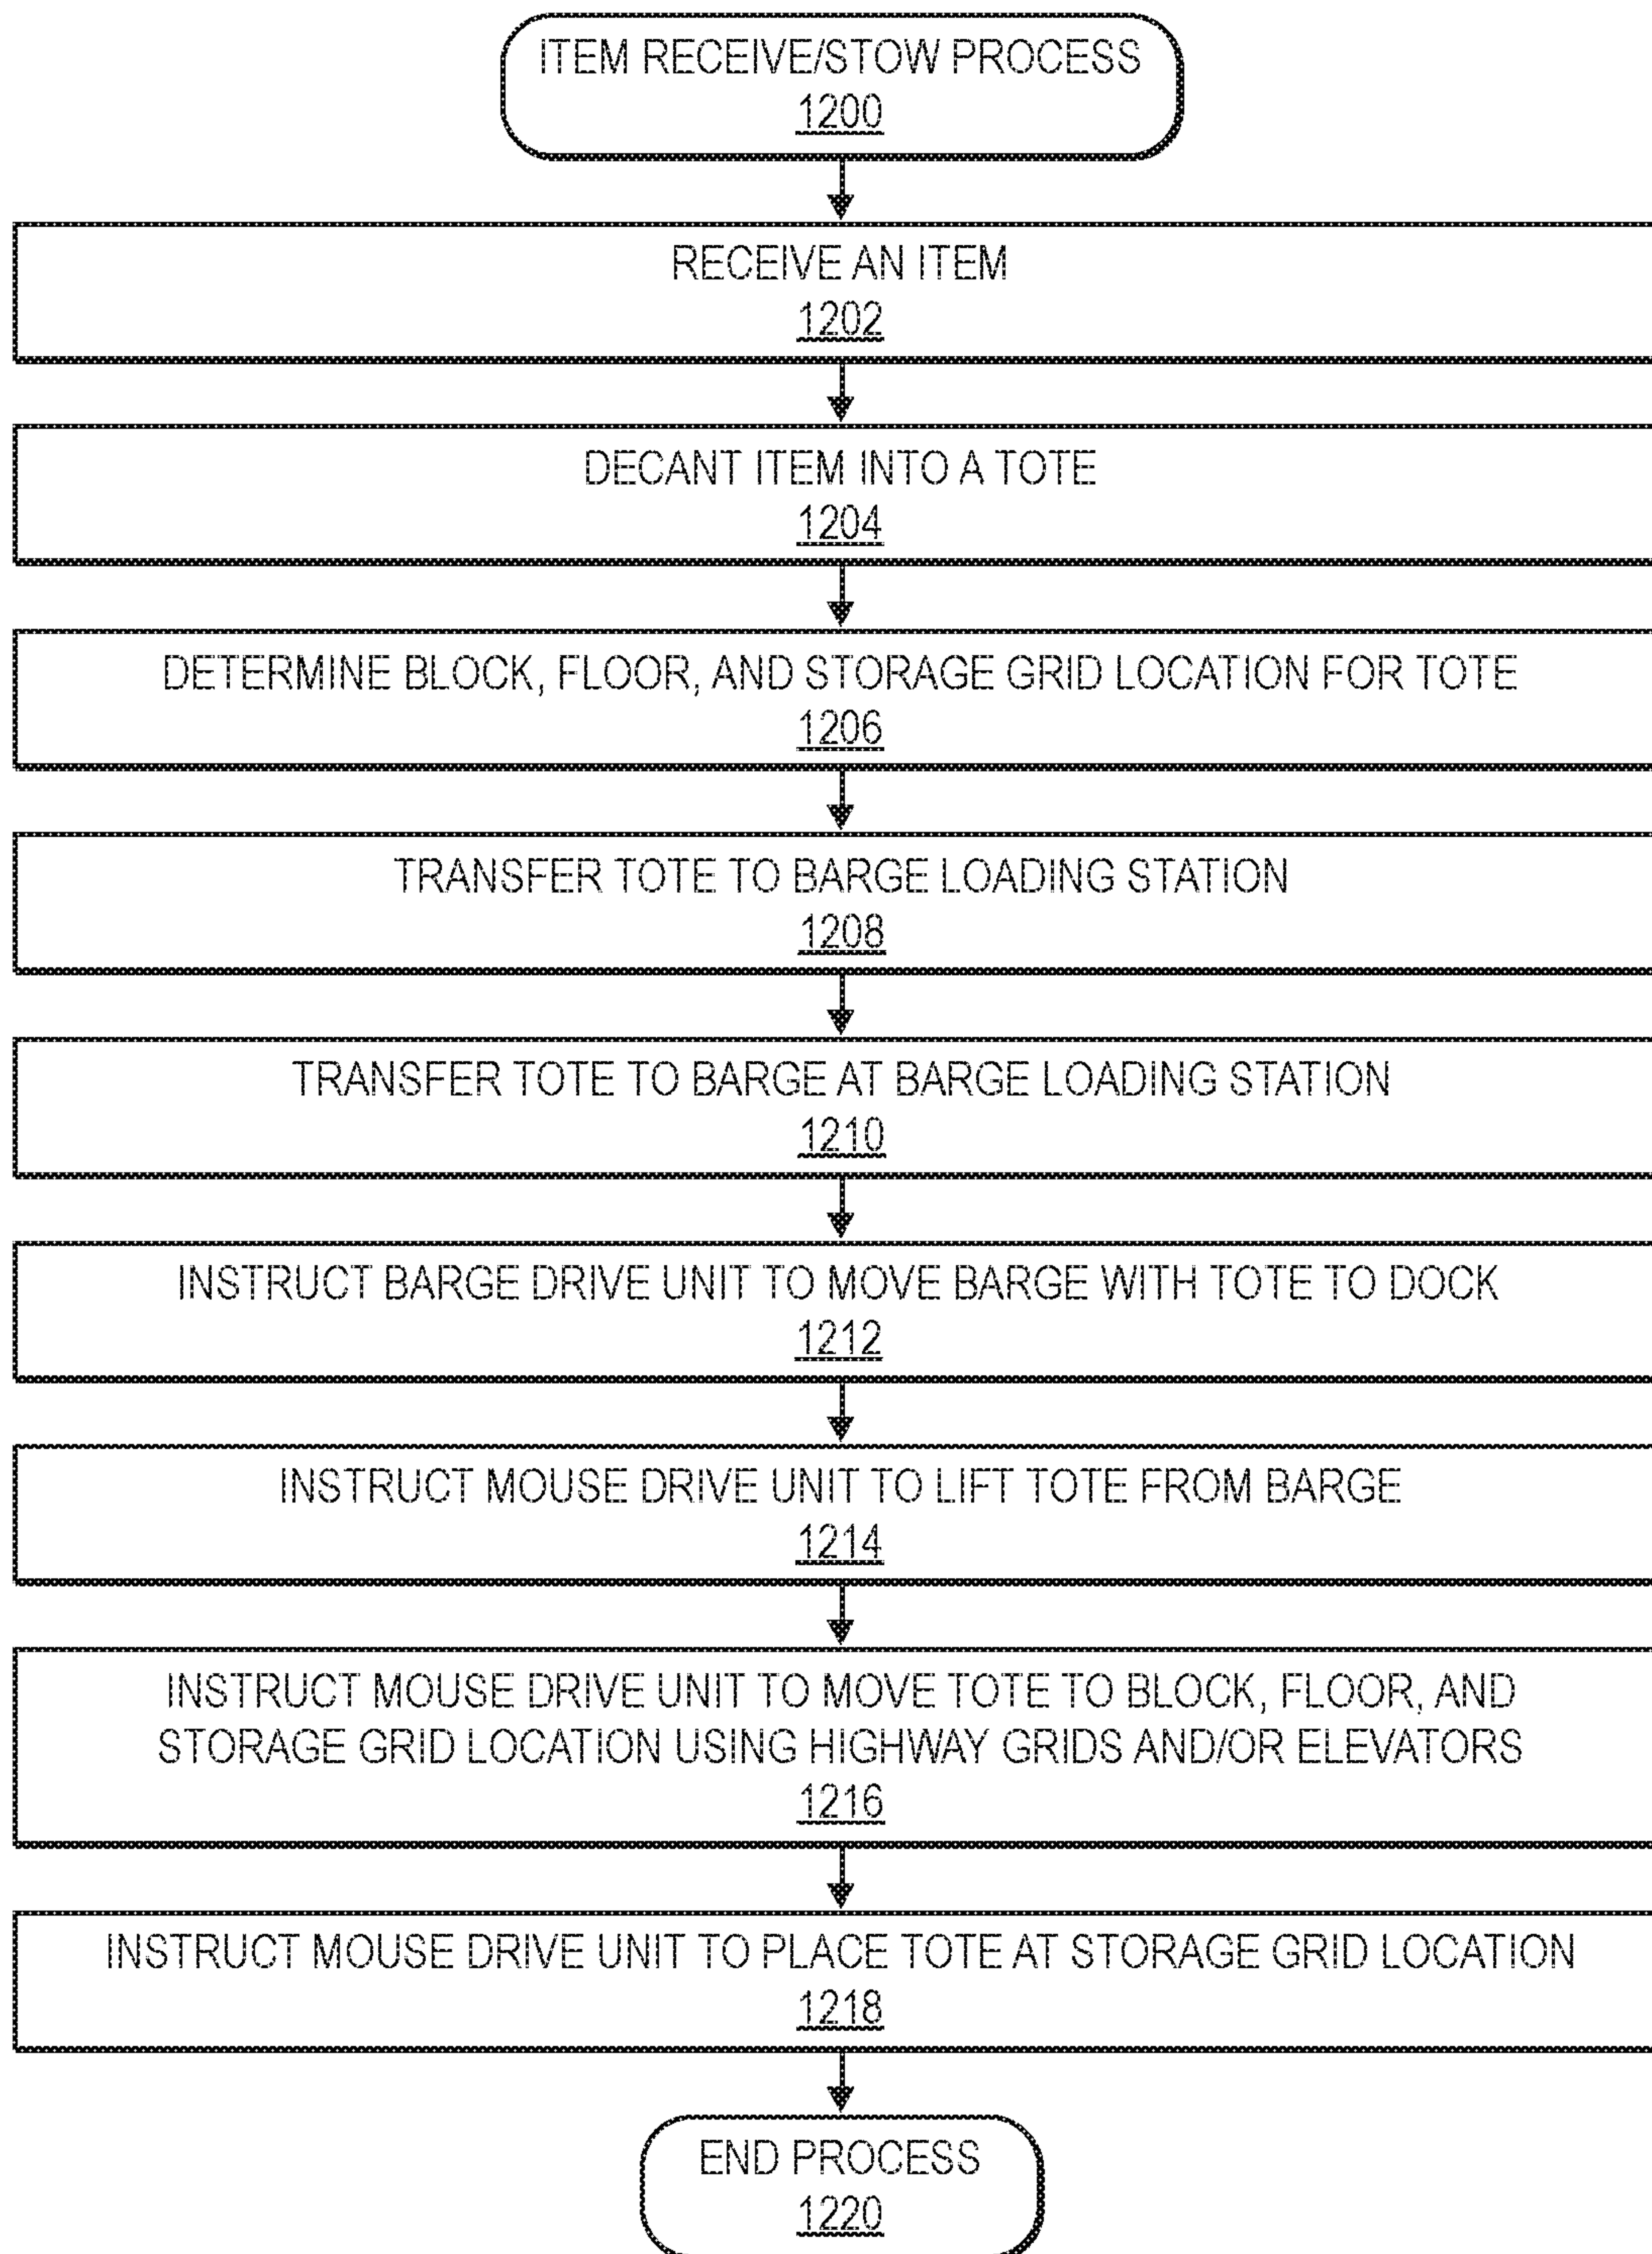 ITEM RECEIVE/STOW PROCESS
1200
RECEIVE AN ITEM
1202
DECANT ITEM INTO A TOTE
1204
DETERMINE BLOCK, FLOOR, AND STORAGE GRID LOCATION FOR TOTE
1206
TRANSFER TOTE TO BARGE LOADING STATION
1208
TRANSFER TOTE TO BARGE AT BARGE LOADING STATION
1210
INSTRUCT BARGE DRIVE UNIT TO MOVE BARGE WITH TOTE TO DOCK
1212
INSTRUCT MOUSE DRIVE UNIT TO LIFT TOTE FROM BARGE
1214
INSTRUCT MOUSE DRIVE UNIT TO MOVE TOTE TO BLOCK, FLOOR, AND
STORAGE GRID LOCATION USING HIGHWAY GRIDS AND/OR ELEVATORS
1216
INSTRUCT MOUSE DRIVE UNIT TO PLACE TOTE AT STORAGE GRID LOCATION
1218
END PROCESS
1220